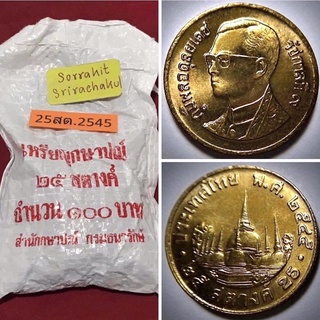 Sorrahit
Srirachakul
25สต.2545
เหรียญกษาปณ์
๒๕ สตางค์
จำนวน ๑๐๐ บาท
สำนักกษาปณ์ กรมธนารักษ์
ภูมิพลอดุลยเดช
รัชกาลที่ ๙
ประเทศไทย พ.ศ. ๒๕๔๕
๒๕ สตางค์ 25